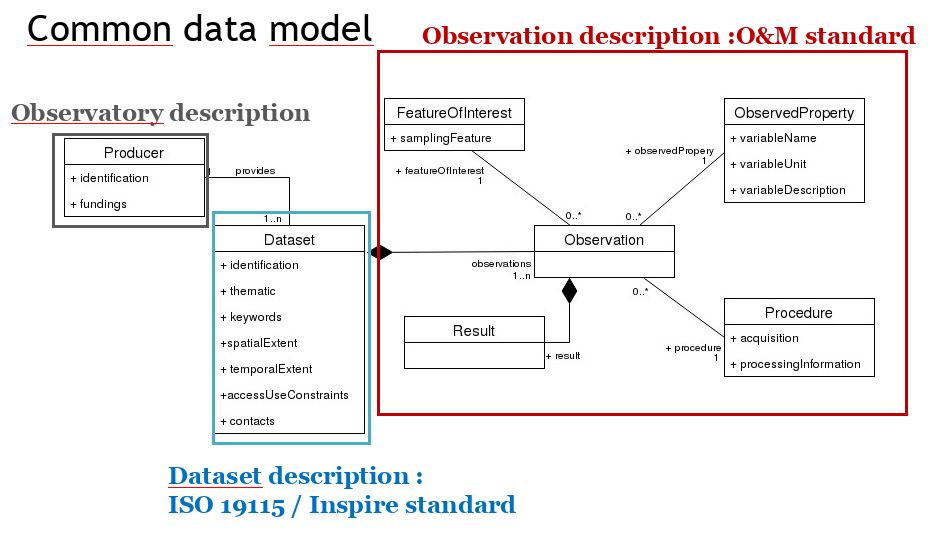 Common data model
Observation description :O&M standard
Observatory description
Producer
+ identification
+ fundings
1
provides
1..n
Dataset
+ identification
+ thematic
+ keywords
+spatialExtent
+ temporalExtent
+accessUseConstraints
+ contacts
FeatureOfInterest
+ samplingFeature
+ featureOfInterest
1
0..*
ObservedProperty
+ variableName
+ variableUnit
+ variableDescription
+ observedPropery
1
0..*
Observation
observations
1..n
0..*
Result
+ result
Procedure
+ acquisition
+ processingInformation
+ procedure
1
Dataset description :
ISO 19115 / Inspire standard